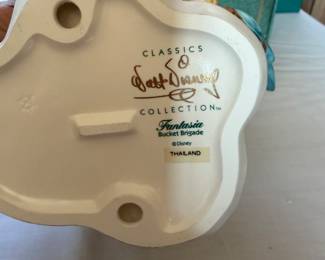 CLASSICS
Walt Disney
COLLECTION™
Fantasia
Bucket Brigade
© Disney
THAILAND